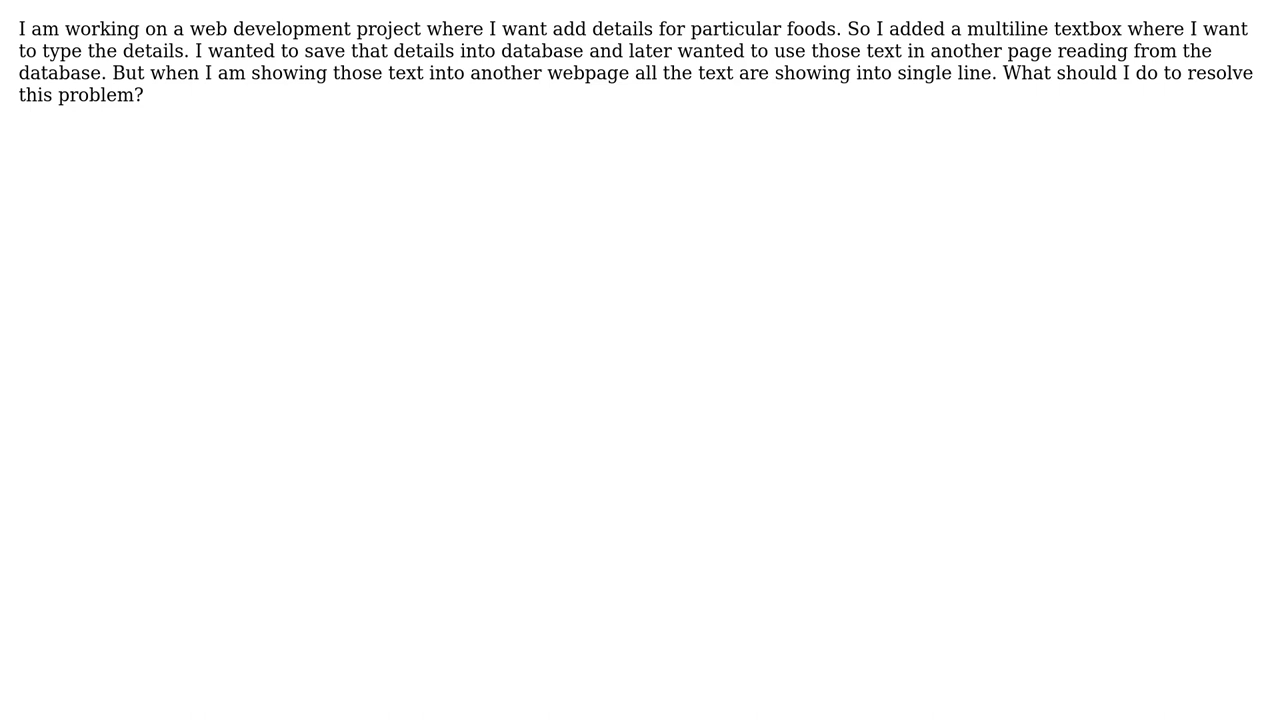 I am working on a web development project where I want add details for particular foods. So I added a multiline textbox where I want
to type the details. I wanted to save that details into database and later wanted to use those text in another page reading from the
database. But when I am showing those text into another webpage all the text are showing into single line. What should I do to resolve
this problem?